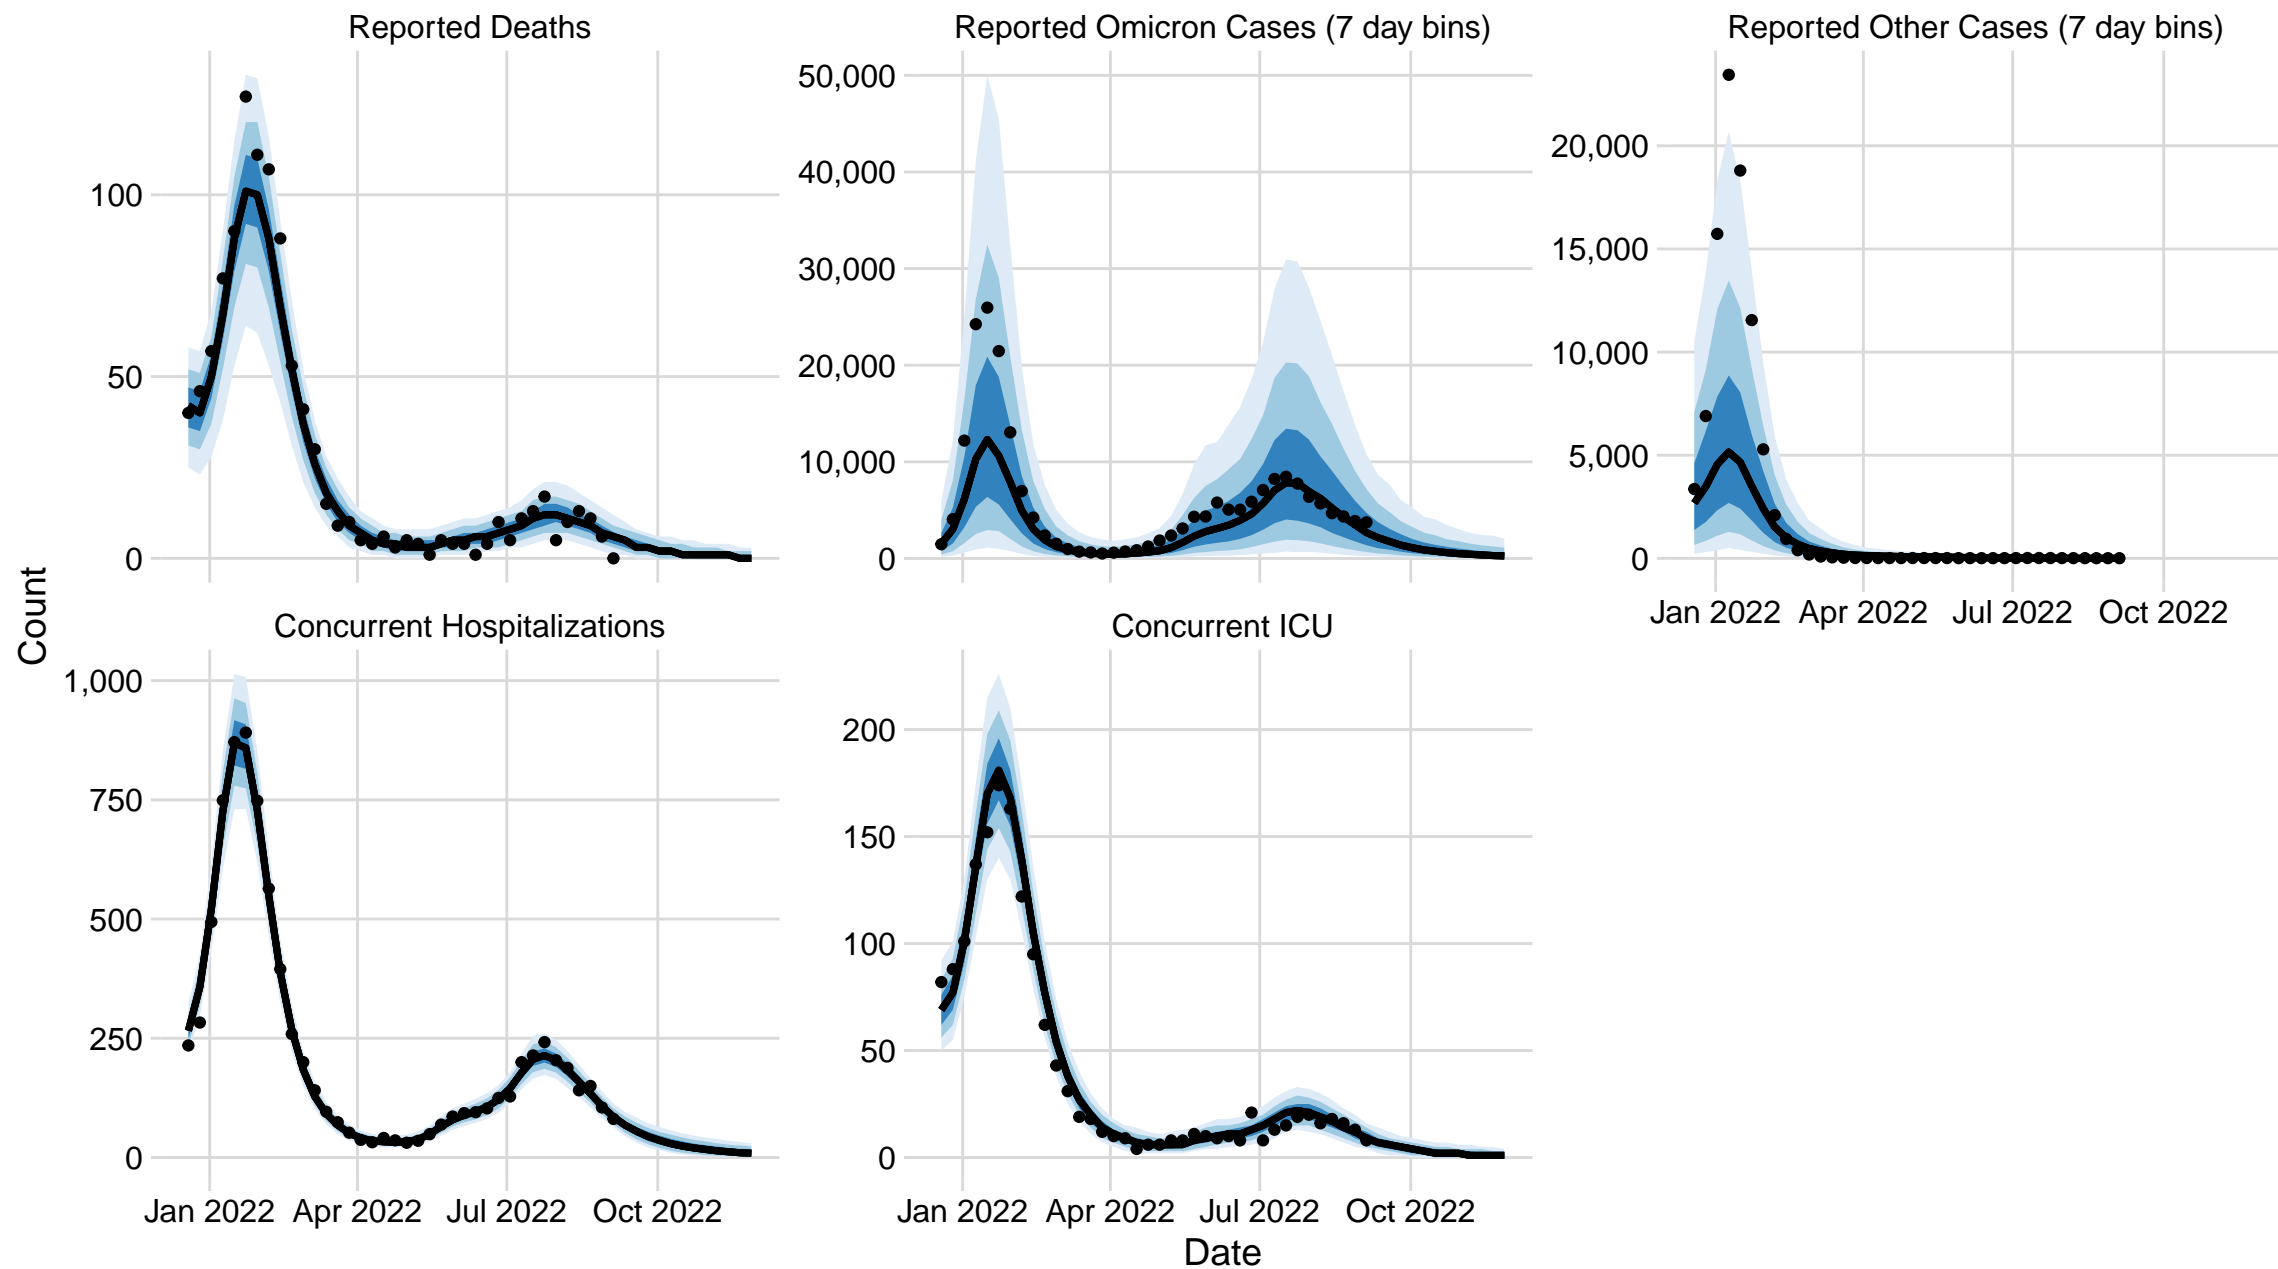 Reported Deaths
Reported Omicron Cases (7 day bins)
Reported Other Cases (7 day bins)
100
50
0
50,000
40,000
30,000
20,000
10,000
0
20,000
15,000
10,000
5,000
0
Jan 2022 Apr 2022 Jul 2022 Oct 2022
Count
Concurrent Hospitalizations
Concurrent ICU
1,000
750
500
250
0
200
150
100
50
0
Jan 2022 Apr 2022 Jul 2022 Oct 2022
Jan 2022 Apr 2022 Jul 2022 Oct 2022
Date